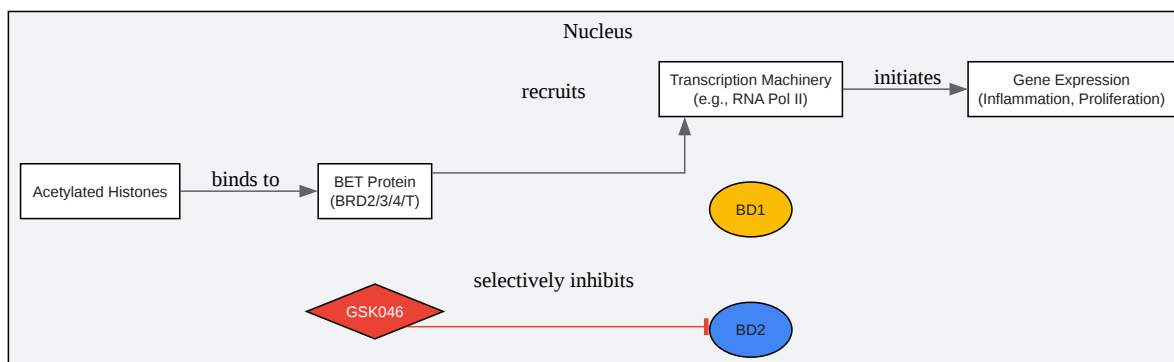 Nucleus
recruits
Transcription Machinery
(e.g., RNA Pol II)
initiates
Gene Expression
(Inflammation, Proliferation)
Acetylated Histones
binds to
BET Protein
(BRD2/3/4/T)
BD1
selectively inhibits
GSK046
BD2